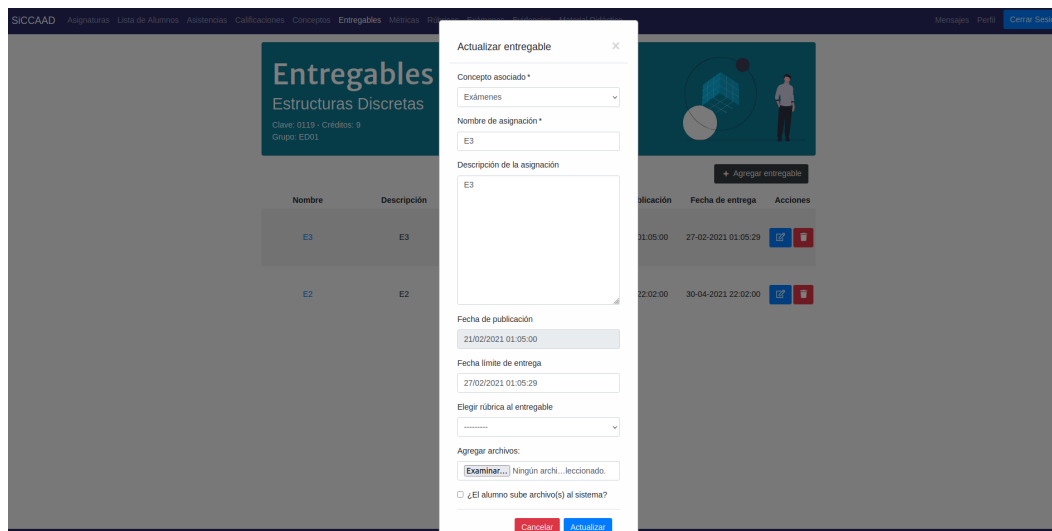 SiCCAAD Asignaturas Lista de Alumnos Asistencias Calificaciones Conceptos Entregables Métricas Mensajes Perfil Cerrar
Actualizar entregable ×
Entregables
Estructuras Discretas
Clave: 0119 - Créditos: 9
Grupo: ED01
Concepto asociado *
Exámenes
Nombre de asignación *
E3
Descripción de la asignación
E3
+ Agregar entregable
Nombre Descripción Fecha de entrega Acciones
E3 E3 01:05:00 27-02-2021 01:05:29
E2 E2 22:02:00 30-04-2021 22:02:00
Fecha de publicación
21/02/2021 01:05:00
Fecha límite de entrega
27/02/2021 01:05:29
Elegir rúbrica al entregable
---------
Agregar archivos:
Examinar... Ningún archi...leccionado.
¿El alumno sube archivo(s) al sistema?
Cancelar Actualizar